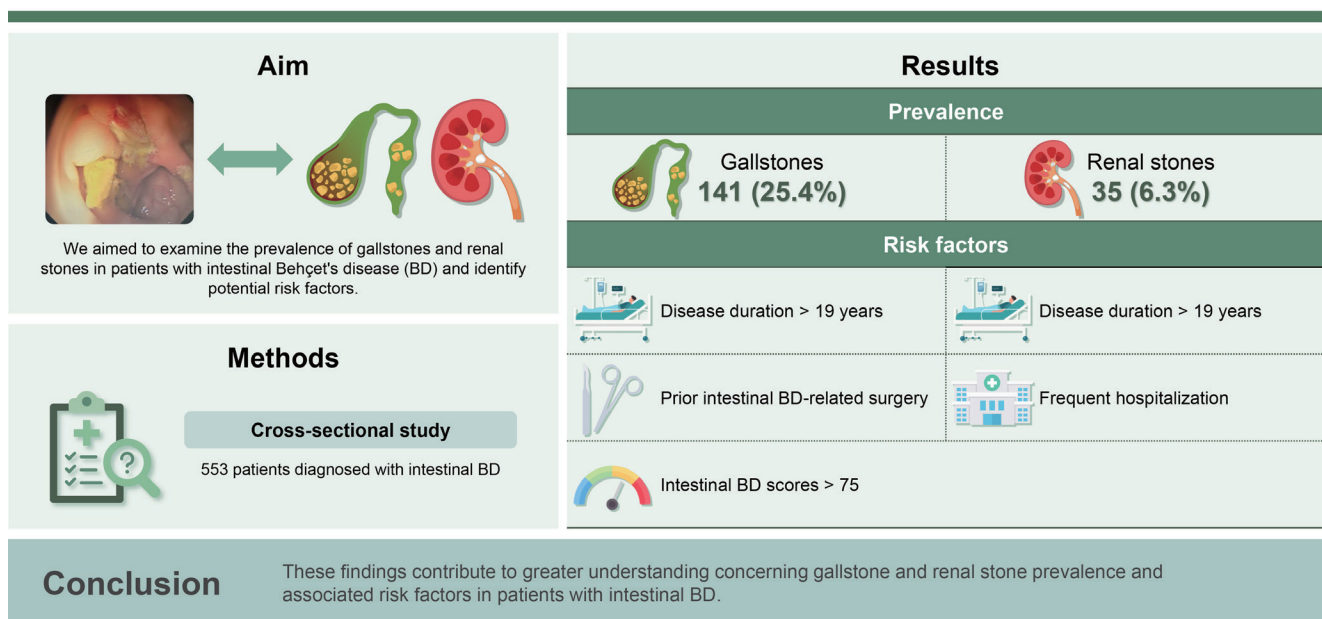 Aim
We aimed to examine the prevalence of gallstones and renal
stones in patients with intestinal Behçet's disease (BD) and identify
potential risk factors.
Methods
?
Cross-sectional study
553 patients diagnosed with intestinal BD
Results
Prevalence
Gallstones
141 (25.4%)
Renal stones
35 (6.3%)
Risk factors
Disease duration > 19 years
Disease duration > 19 years
Prior intestinal BD-related surgery
Frequent hospitalization
Intestinal BD scores > 75
Conclusion
These findings contribute to greater understanding concerning gallstone and renal stone prevalence and
associated risk factors in patients with intestinal BD.